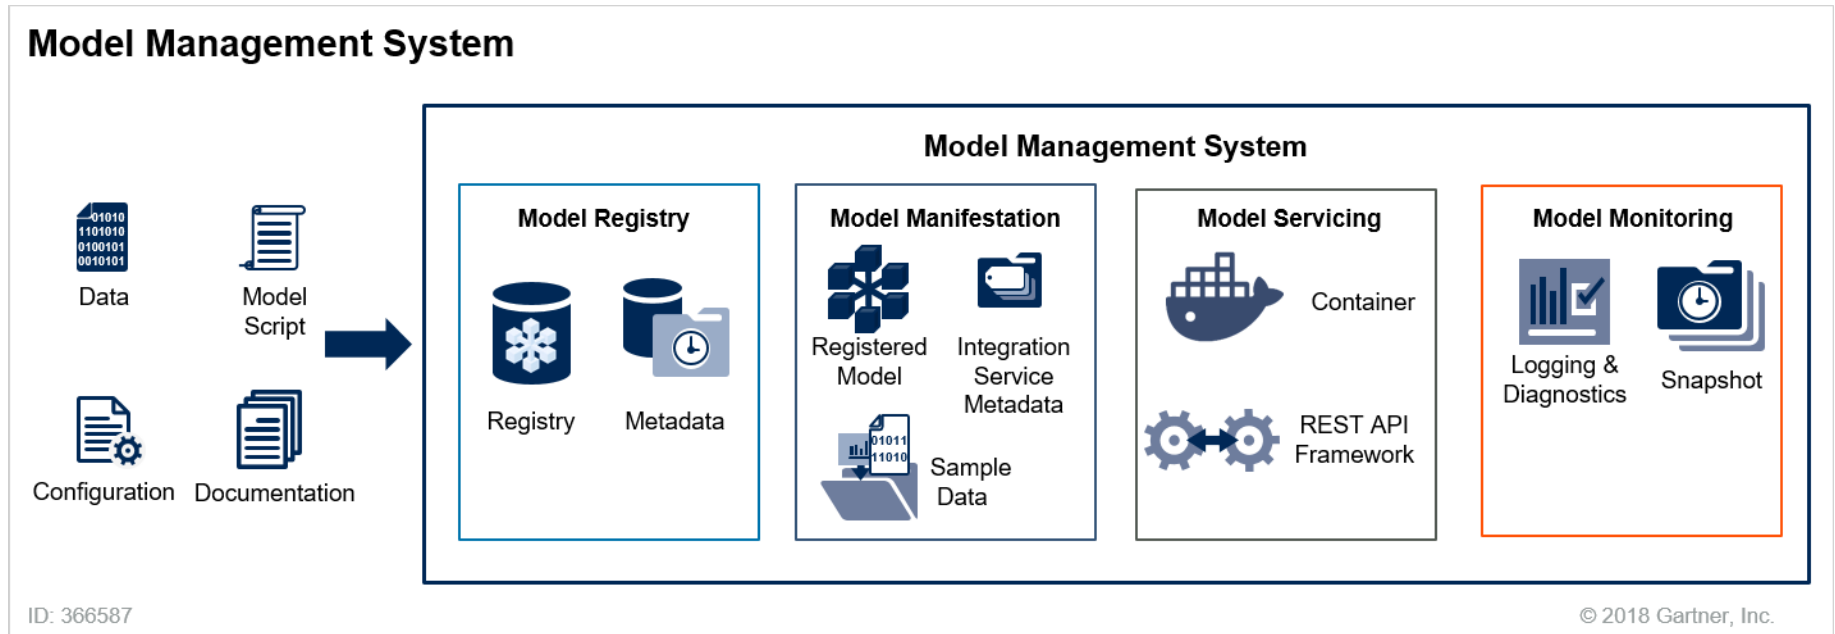 Model Management System
Model Management System
Data
Model
Script
Configuration
Documentation
Model Registry
Registry
Metadata
Model Manifestation
Registered
Model
Integration
Service
Metadata
Sample
Data
Model Servicing
Container
REST API
Framework
Model Monitoring
Logging &
Diagnostics
Snapshot
01010
1101010
0100101
0010101
01011
11010
ID: 366587
© 2018 Gartner, Inc.